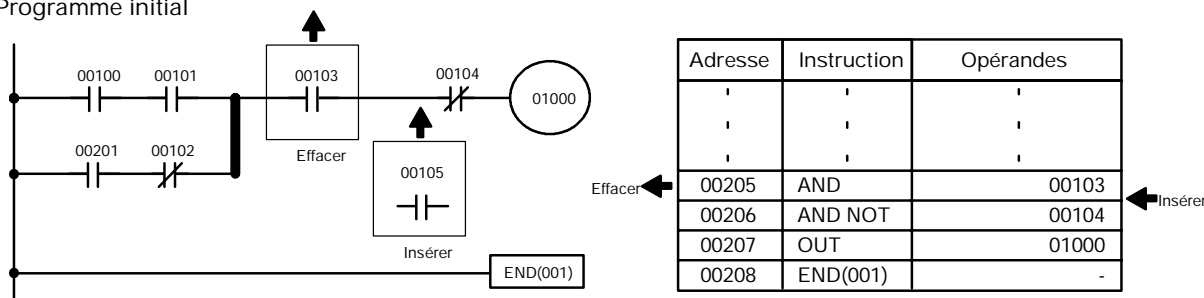 Programme initial
00100 00101 00103 00104
01000
00201 00102
Effacer
00105
Insérer
END(001)
Adresse Instruction Opérandes
Effacer 00205 AND 00103 Insérer
00206 AND NOT 00104
00207 OUT 01000
00208 END(001) -